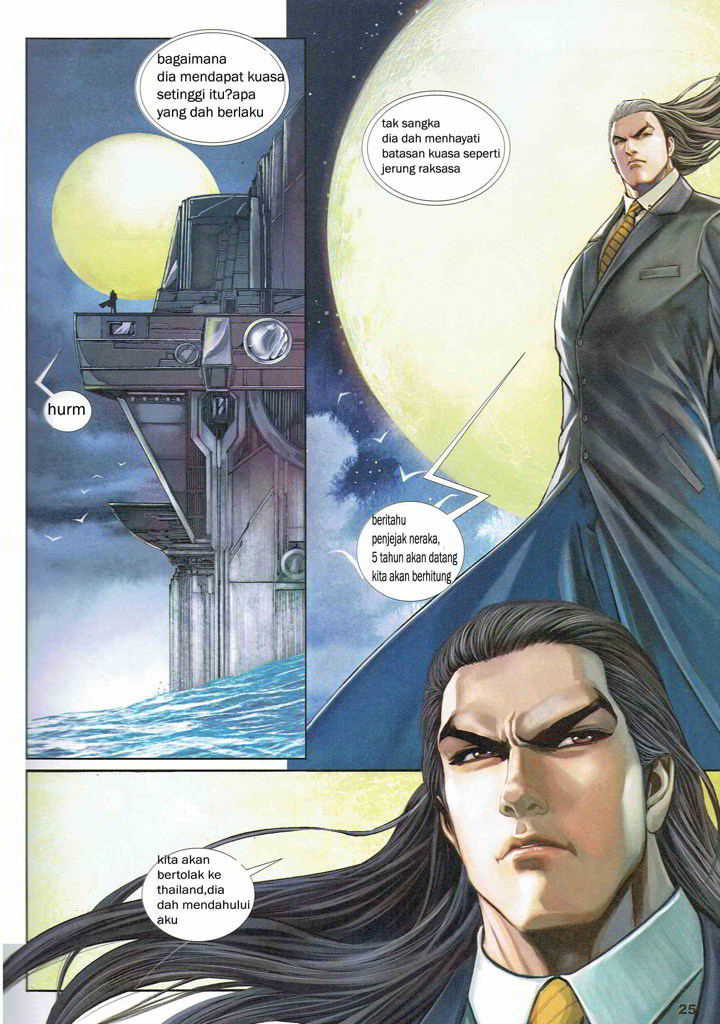 bagaimana
dia mendapat kuasa
setinggi itu?apa
yang dah berlaku
hurm
tak sangka
dia dah menhayati
batasan kuasa seperti
jerung raksasa
beritahu
penjejak neraka,
5 tahun akan datang
kita akan berhitung
kita akan
bertolak ke
thailand,dia
dah mendahului
aku
25